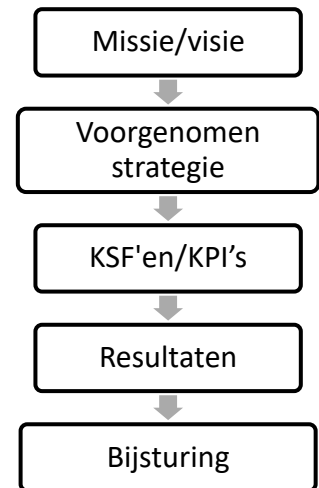 Missie/visie
Voorgenomen
strategie
KSF'en/KPI’s
Resultaten
Bijsturing